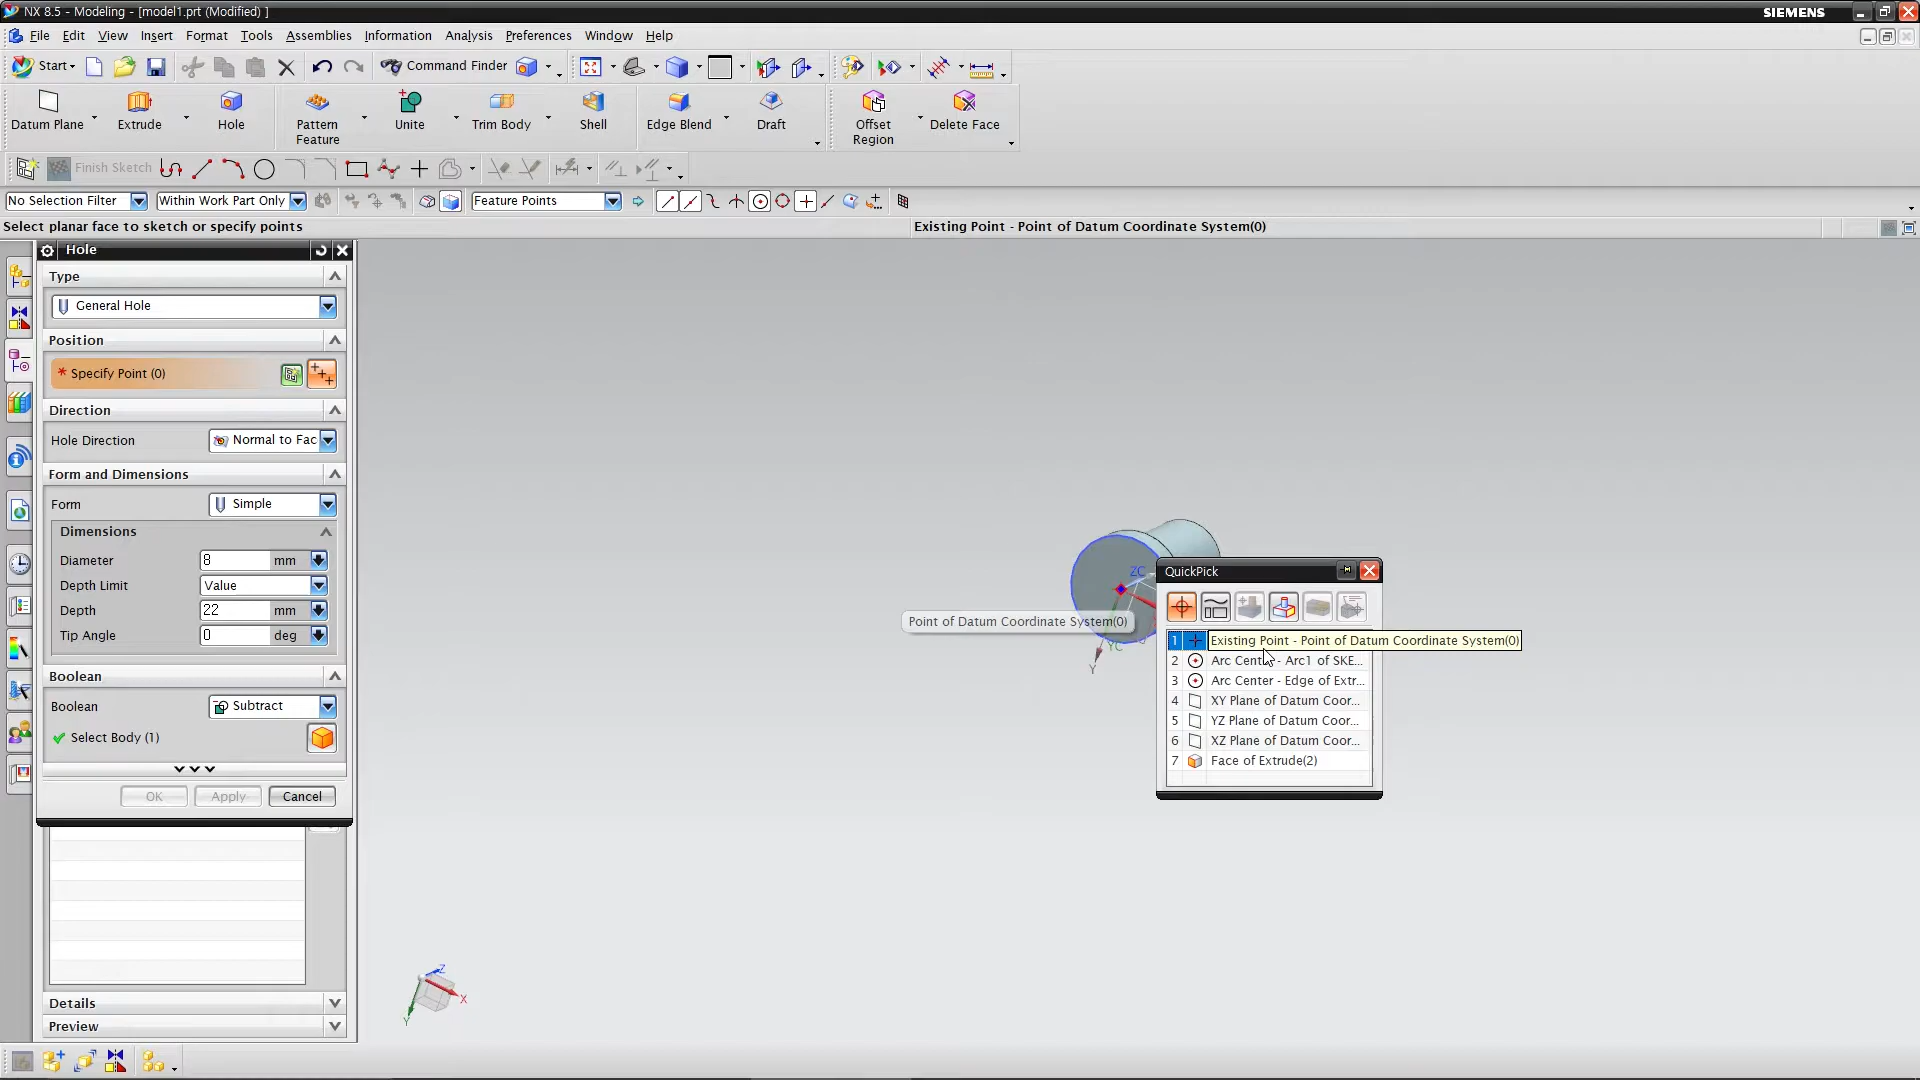 NX 8.5 - Modeling - [model1.prt (Modified) ]
SIEMENS
File Edit View Insert Format Tools Assemblies Information Analysis Preferences Window Help
Start
Command Finder
Datum Plane
Extrude
Hole
Pattern
Feature
Unite
Trim Body
Shell
Edge Blend
Draft
Offset
Region
Delete Face
Finish Sketch
No Selection Filter
Within Work Part Only
Feature Points
Select planar face to sketch or specify points
Existing Point - Point of Datum Coordinate System(0)
Hole
Type
General Hole
Position
* Specify Point (0)
Direction
Hole Direction
Normal to Fac
Form and Dimensions
Form
Simple
Dimensions
Diameter
8
mm
Depth Limit
Value
Depth
22
mm
Tip Angle
0
deg
Boolean
Boolean
Subtract
Select Body (1)
OK
Apply
Cancel
Details
Preview
ZC
YC
Y
Point of Datum Coordinate System(0)
QuickPick
1 Existing Point - Point of Datum Coordinate System(0)
2 Arc Center - Arc1 of SKE...
3 Arc Center - Edge of Extr...
4 XY Plane of Datum Coor...
5 YZ Plane of Datum Coor...
6 XZ Plane of Datum Coor...
7 Face of Extrude(2)
Z
X
Y